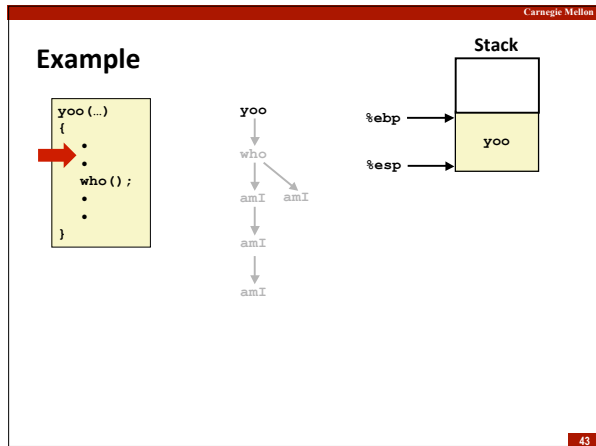 Carnegie Mellon
Example
yoo(…)
{
•
•
who();
•
•
}
yoo
who
amI amI
amI
amI
Stack
%ebp
yoo
%esp
43